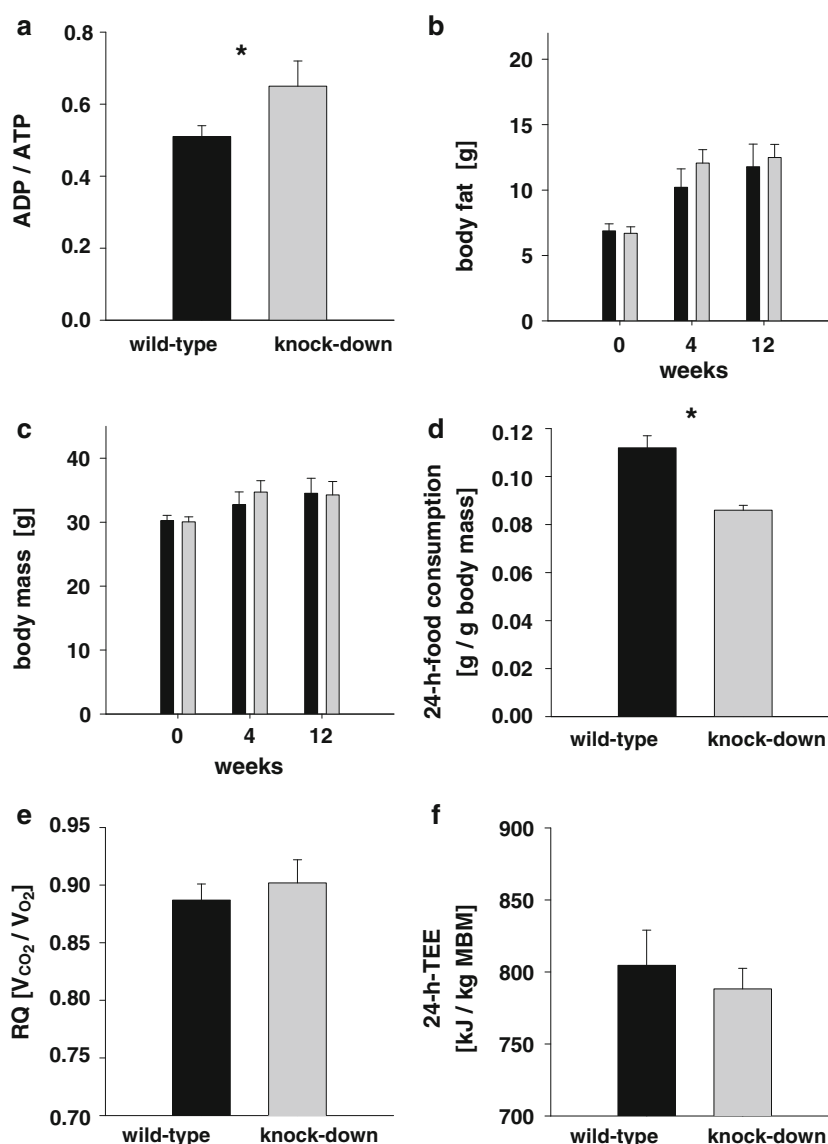 a
0.8
*
0.6
0.4
0.2
0.0
ADP / ATP
wild-type knock-down
b
20
15
10
5
0
body fat [g]
0 4 12
weeks
c
40
30
20
10
0
body mass [g]
0 4 12
weeks
d
*
0.12
0.10
0.08
0.06
0.04
0.02
0.00
24-h-food consumption
[g / g body mass]
wild-type knock-down
e
0.95
0.90
0.85
0.80
0.75
0.70
RQ [VCO2 / VO2]
wild-type knock-down
f
900
850
800
750
700
24-h-TEE
[kJ / kg MBM]
wild-type knock-down